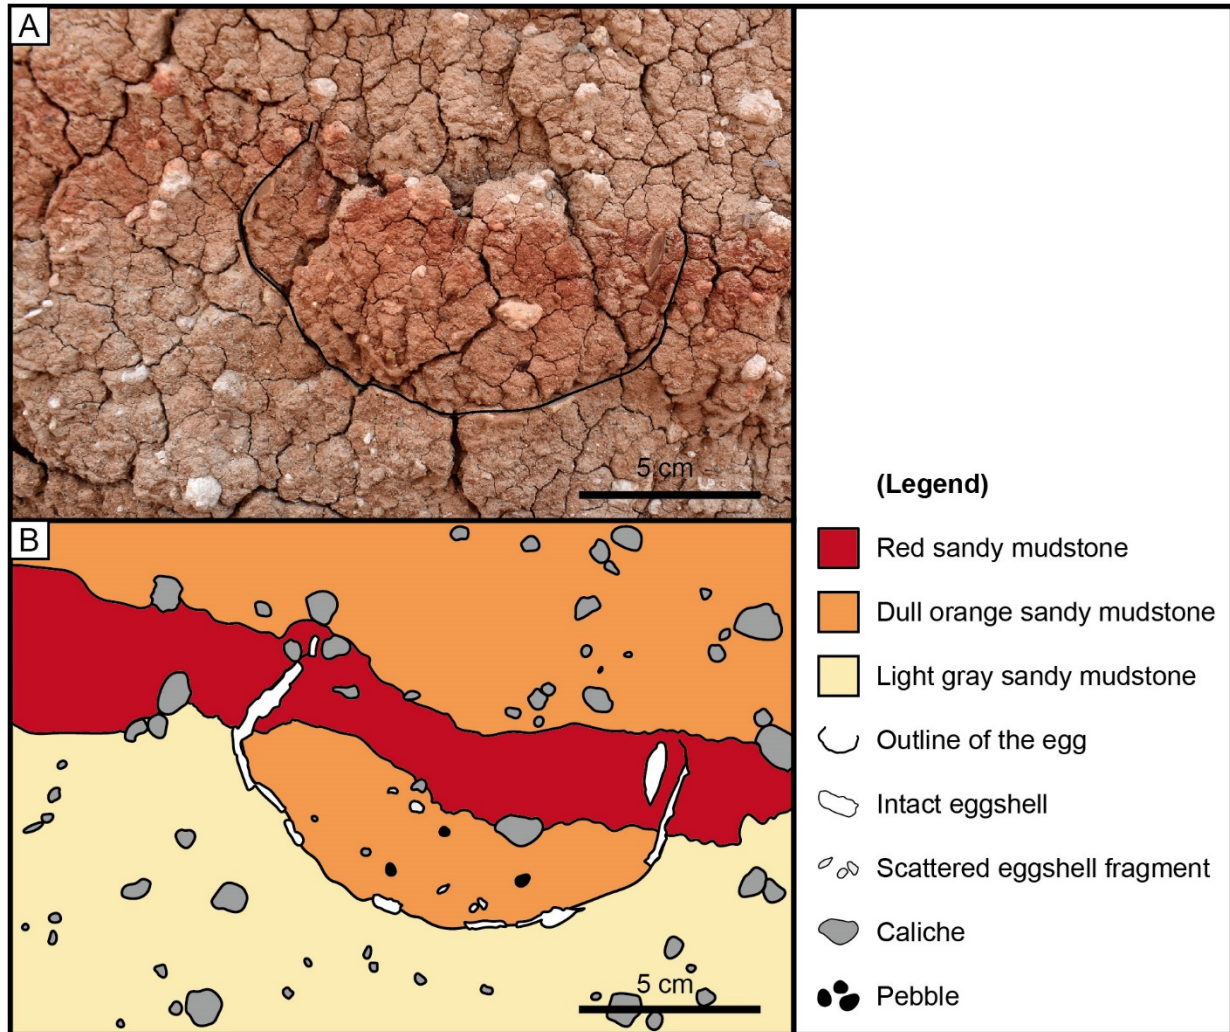 A
5 cm
B
5 cm
(Legend)
Red sandy mudstone
Dull orange sandy mudstone
Light gray sandy mudstone
Outline of the egg
Intact eggshell
Scattered eggshell fragment
Caliche
Pebble